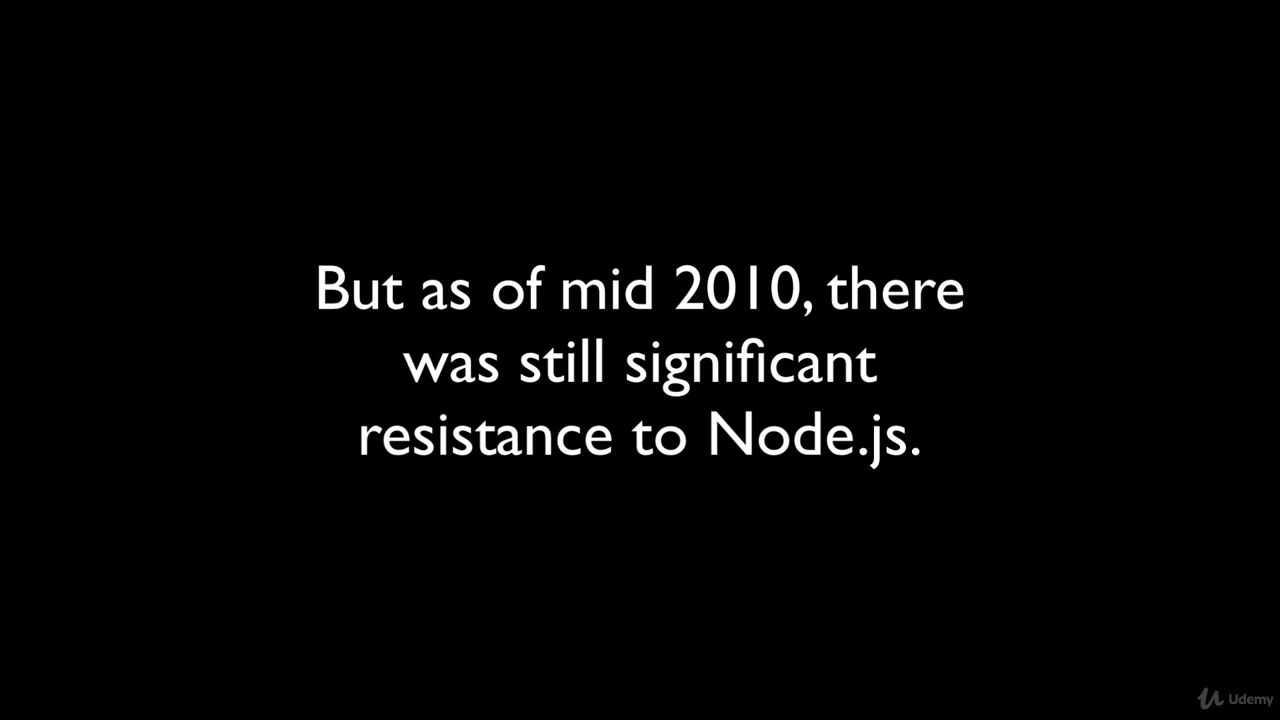 But as of mid 2010, there
was still significant
resistance to Node.js.
Udemy